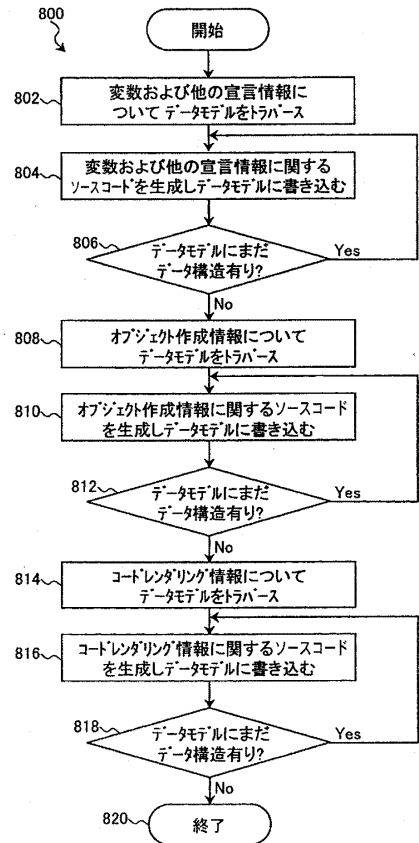 800
開始
802
変数および他の宣言情報に
ついて データモデルをトラバース
804
変数および他の宣言情報に関する
ソースコードを生成しデータモデルに書き込む
806
データモデルにまだ
データ構造有り?
Yes
No
808
オブジェクト作成情報について
データモデルをトラバース
810
オブジェクト作成情報に関するソースコード
を生成しデータモデルに書き込む
812
データモデルにまだ
データ構造有り?
Yes
No
814
コードレンダリング情報について
データモデルをトラバース
816
コードレンダリング情報に関するソースコード
を生成しデータモデルに書き込む
818
データモデルにまだ
データ構造有り?
Yes
No
820
終了